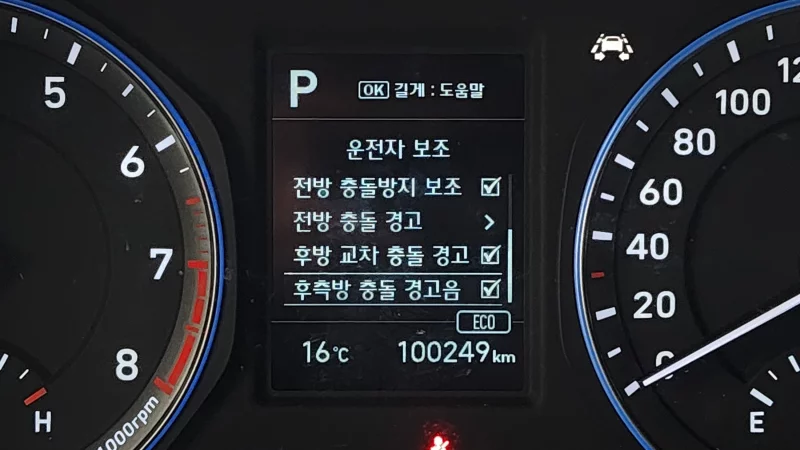 P
OK 길게 : 도움말
운전자 보조
전방 충돌방지 보조
전방 충돌 경고
후방 교차 충돌 경고
후측방 충돌 경고음
ECO
16℃ 100249km
5
6
7
8
1000rpm
H
100
80
60
40
20
0
E